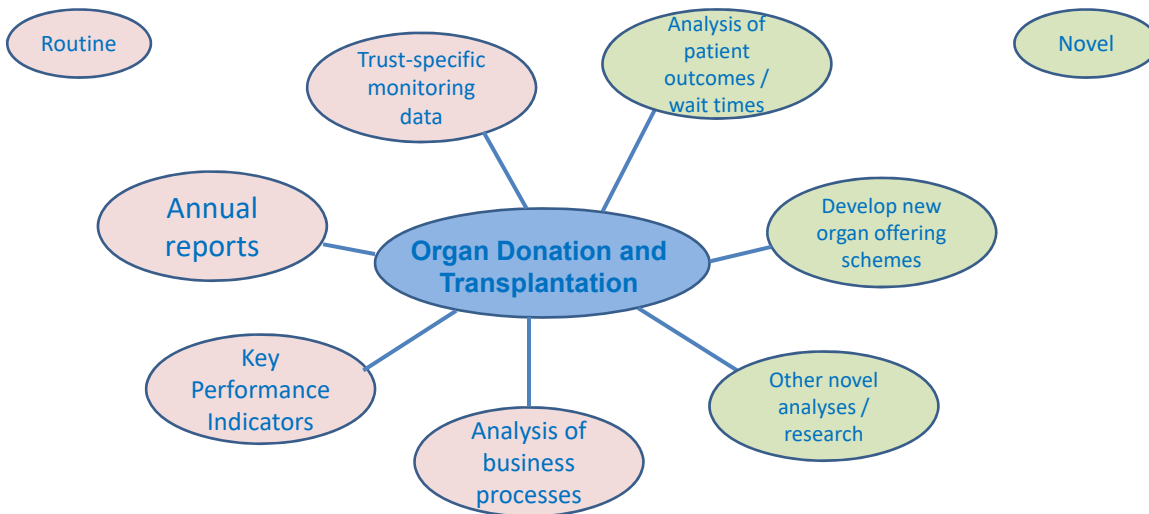 Routine
Trust-specific
monitoring
data
Analysis of
patient
outcomes /
wait times
Novel
Annual
reports
Organ Donation and
Transplantation
Develop new
organ offering
schemes
Key
Performance
Indicators
Analysis of
business
processes
Other novel
analyses /
research